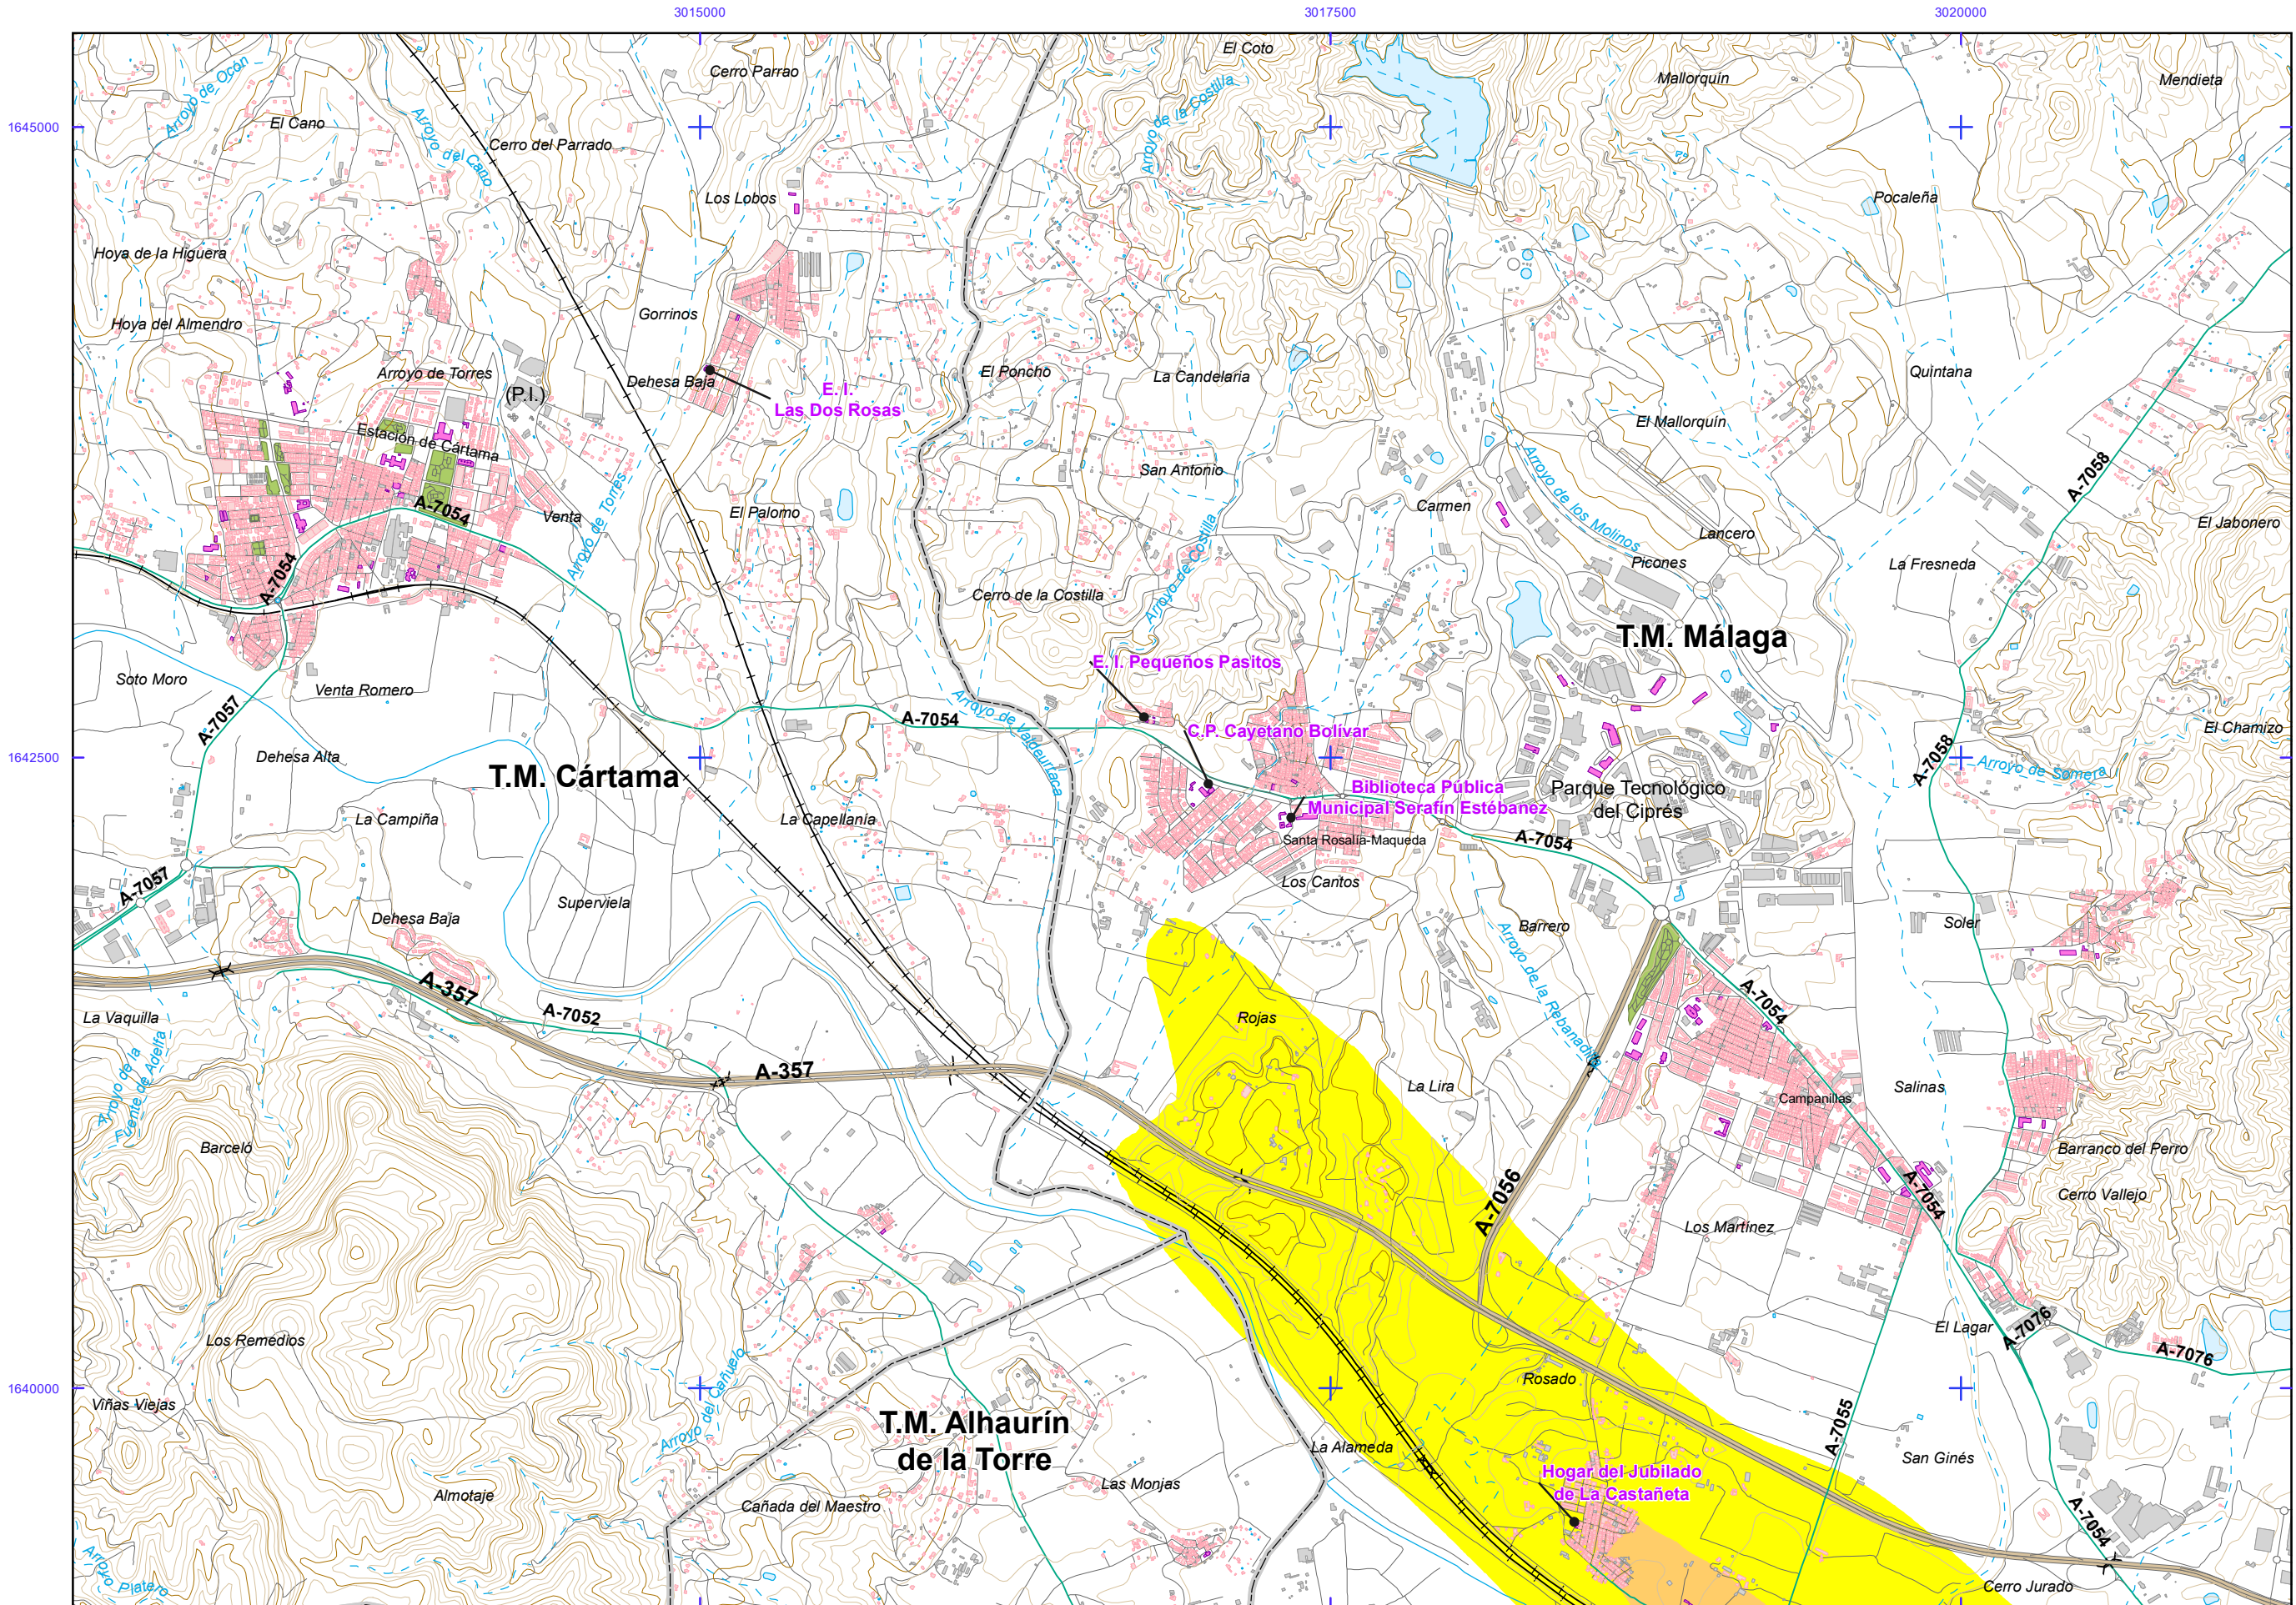 3015000
3017500
3020000
El Coto
Cerro Parrao
Mallorquín
Mendieta
Arroyo de Ocón
Arroyo de la Costilla
1645000
El Cano
Arroyo del Cano
Cerro del Parrado
Los Lobos
Pocaleña
Hoya de la Higuera
Gorrinos
Hoya del Almendro
Arroyo de Torres
(P.I.)
Dehesa Baja
E. I.
Las Dos Rosas
El Poncho
La Candelaria
Quintana
El Mallorquín
Estación de Cártama
San Antonio
A-7058
Arroyo de los Molinos
Carmen
A-7054
Venta
Arroyo de Torres
El Palomo
Lancero
El Jabonero
Picones
La Fresneda
A-7054
Cerro de la Costilla
Arroyo de Costilla
T.M. Málaga
E. I. Pequeños Pasitos
Soto Moro
Venta Romero
A-7057
A-7054
Arroyo de Valdeurraca
C.P. Cayetano Bolívar
El Chamizo
1642500
Dehesa Alta
T.M. Cártama
A-7058
Arroyo de Somera
Biblioteca Pública
Municipal Serafín Estébanez
Parque Tecnológico
del Ciprés
La Campiña
La Capellanía
Santa Rosalía-Maqueda
A-7054
A-7057
Los Cantos
Superviela
Dehesa Baja
Barrero
Soler
Arroyo de la Rebanadilla
A-357
A-7052
La Vaquilla
Rojas
A-7054
Arroyo de la
Fuente de Adelfa
A-357
La Lira
Salinas
Campanillas
Barceló
Barranco del Perro
A-7056
A-7054
Cerro Vallejo
Los Martínez
El Lagar
A-7076
A-7076
Los Remedios
Rosado
1640000
Viñas Viejas
Arroyo del Cañuelo
T.M. Alhaurín
de la Torre
La Alameda
A-7055
San Ginés
Hogar del Jubilado
de La Castañeta
Las Monjas
Almotaje
Cañada del Maestro
A-7054
Arroyo Platero
Cerro Jurado